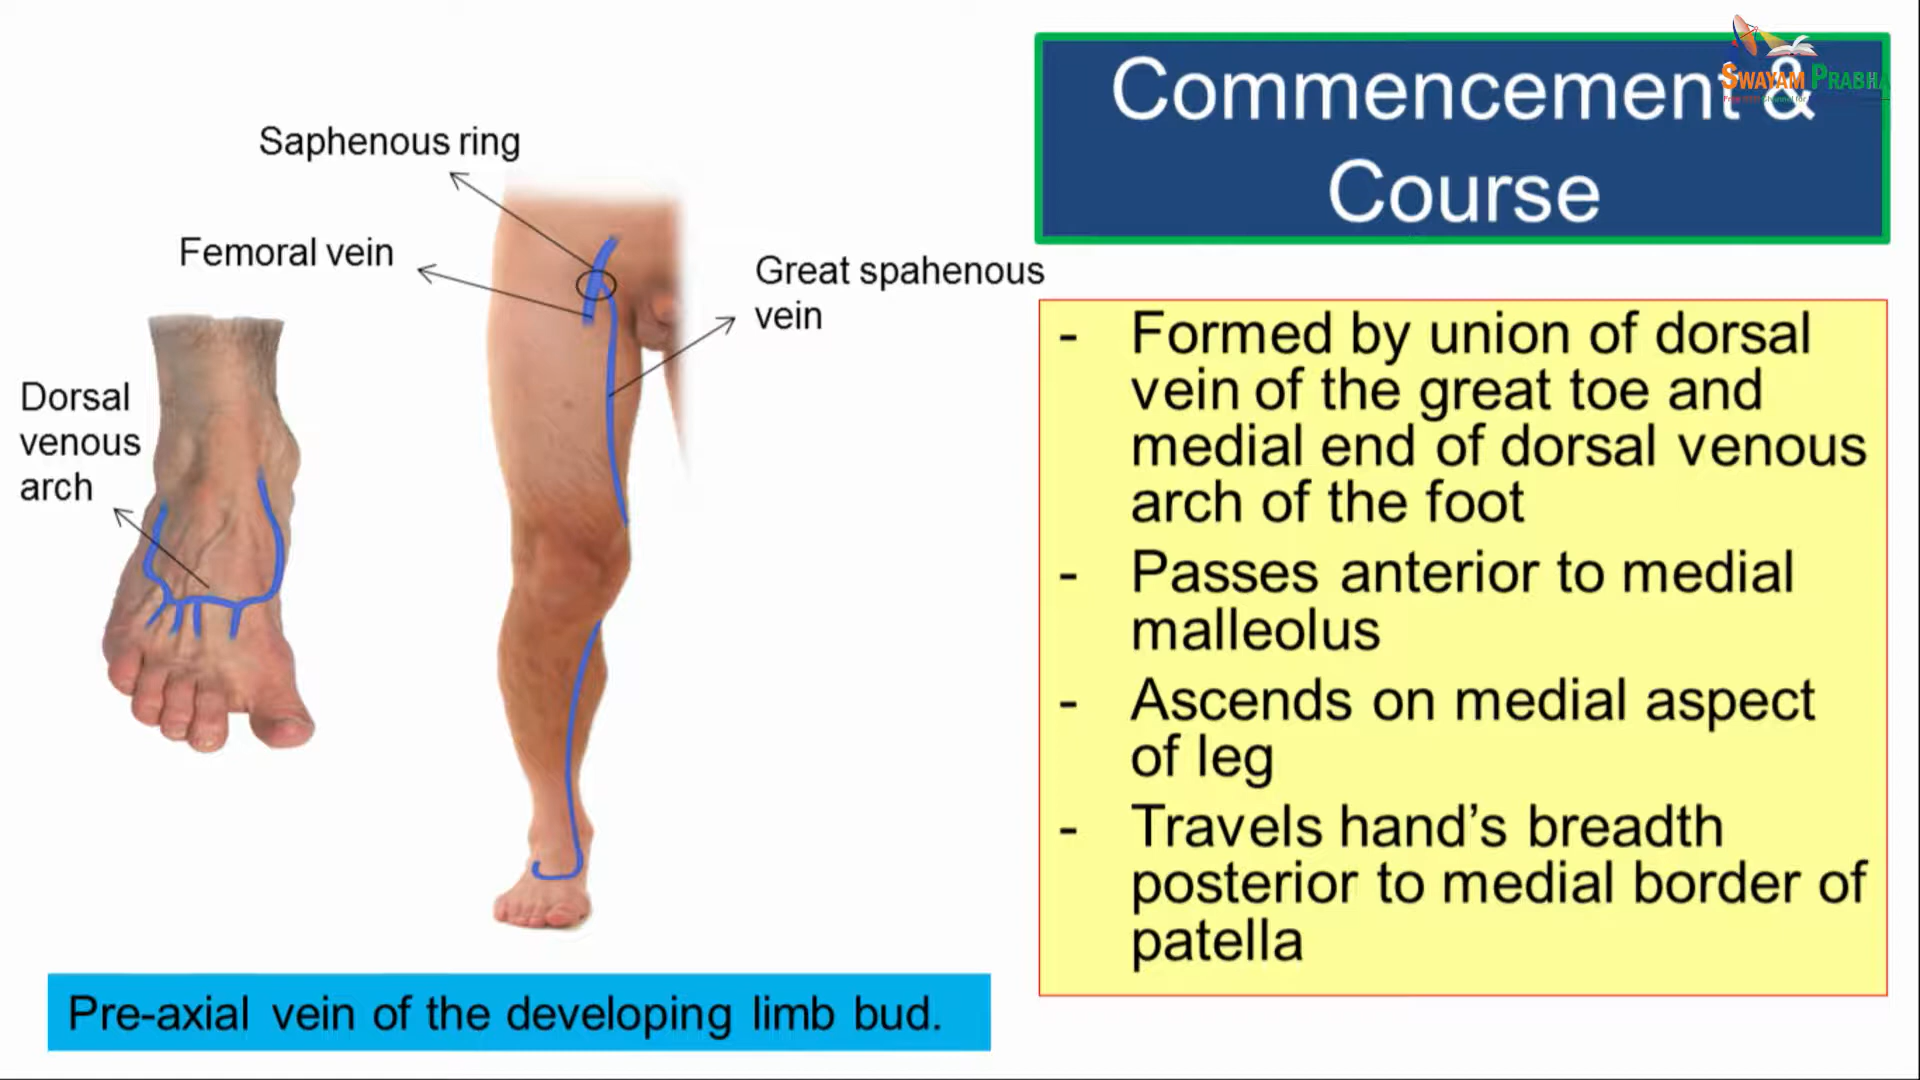 Commencement &
Course
SWAYAM PRABHA
Saphenous ring
Femoral vein
Great spahenous
vein
Dorsal
venous
arch
- Formed by union of dorsal
vein of the great toe and
medial end of dorsal venous
arch of the foot
- Passes anterior to medial
malleolus
- Ascends on medial aspect
of leg
- Travels hand's breadth
posterior to medial border of
patella
Pre-axial vein of the developing limb bud.